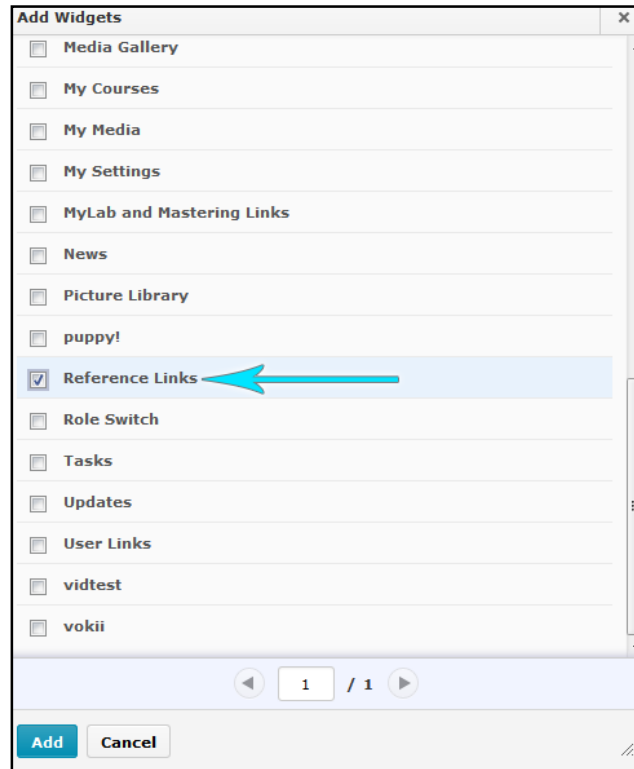 Add Widgets
Media Gallery
My Courses
My Media
My Settings
MyLab and Mastering Links
News
Picture Library
puppy!
Reference Links
Role Switch
Tasks
Updates
User Links
vidtest
vokii
1 / 1
Add Cancel